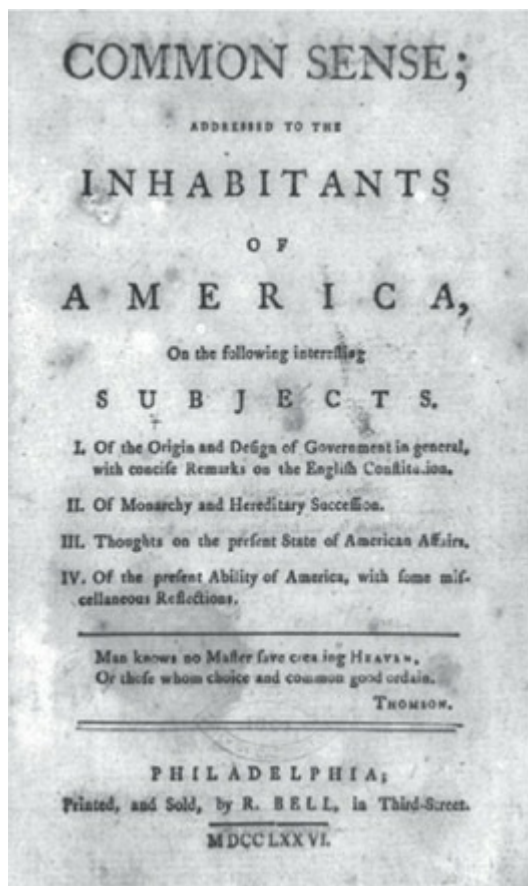 COMMON SENSE;
ADDRESSED TO THE
INHABITANTS
OF
AMERICA,
On the following interesting
SUBJECTS.
I. Of the Origin and Design of Government in general,
with concise Remarks on the English Constitution.
II. Of Monarchy and Hereditary Succession.
III. Thoughts on the present State of American Affairs.
IV. Of the present Ability of America, with some mis-
cellaneous Reflections.
Man knows no Master save creating HEAVEN,
Or those whom choice and common good ordain.
THOMSON.
PHILADELPHIA;
Printed, and Sold, by R. BELL, in Third-Street.
MDCCLXXVI.